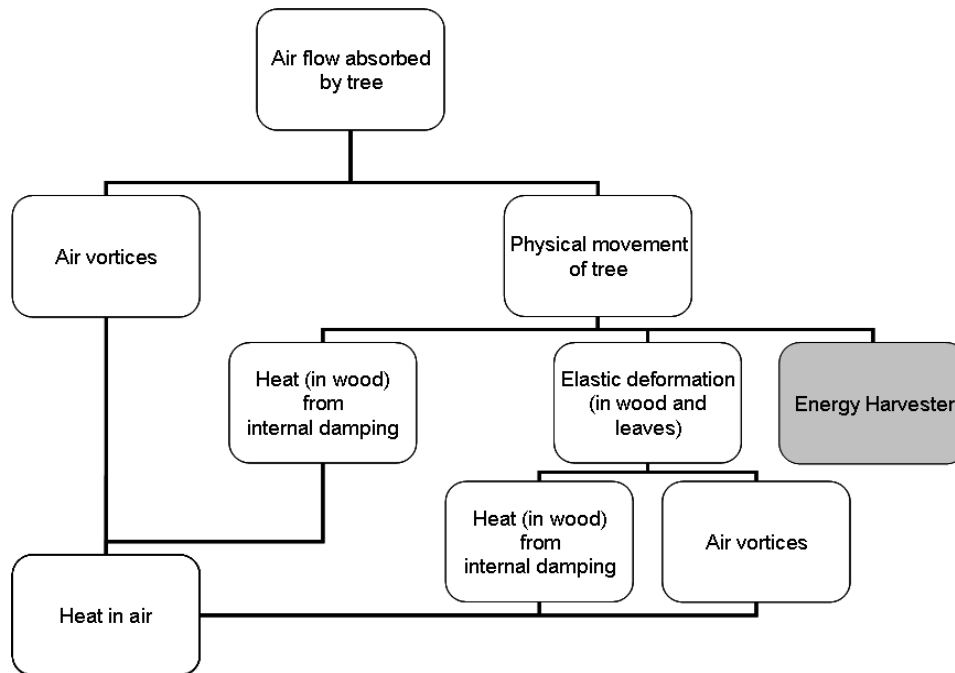 Air flow absorbed
by tree
Air vortices
Physical movement
of tree
Heat (in wood)
from
internal damping
Elastic deformation
(in wood and
leaves)
Energy Harvester
Heat (in wood)
from
internal damping
Air vortices
Heat in air